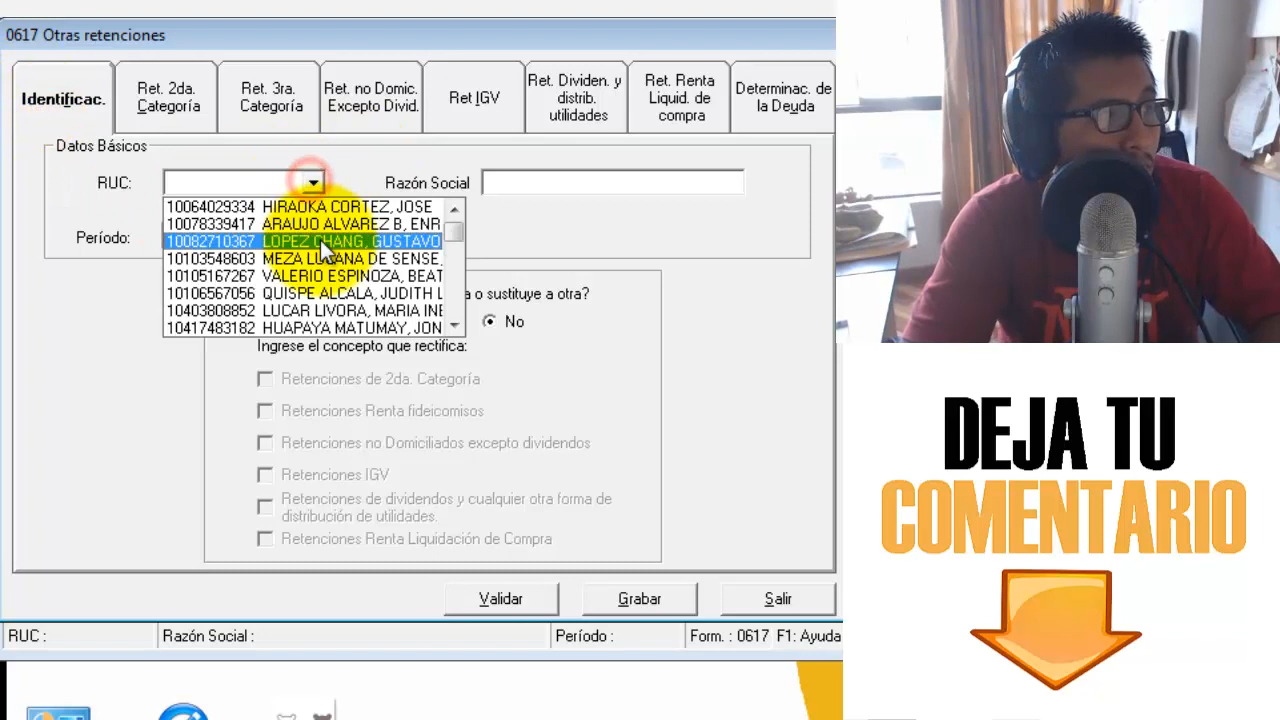 0617 Otras retenciones
Identificac.
Ret. 2da.
Categoría
Ret. 3ra.
Categoría
Ret. no Domic.
Excepto Divid.
Ret IGV
Ret. Dividen. y
distrib.
utilidades
Ret. Renta
Liquid. de
compra
Determinac. de
la Deuda
Datos Básicos
RUC:
Razón Social
10064029334 HIRAOKA CORTEZ, JOSE
10078339417 ARAUJO ALVAREZ B, ENR
10082710367 LOPEZ CHANG, GUSTAVO
10103548603 MEZA LUCANA DE SENSE,
10105167267 VALERIO ESPINOZA, BEAT
10106567056 QUISPE ALCALA, JUDITH L
10403808852 LUCAR LIVORA, MARIA INE
10417483182 HUAPAYA MATUMAY, JON
Período:
o sustituye a otra?
No
Ingrese el concepto que rectifica:
Retenciones de 2da. Categoría
Retenciones Renta fideicomisos
Retenciones no Domiciliados excepto dividendos
Retenciones IGV
Retenciones de dividendos y cualquier otra forma de
distribución de utilidades.
Retenciones Renta Liquidación de Compra
Validar
Grabar
Salir
RUC :
Razón Social :
Período :
Form. : 0617 F1: Ayuda
DEJA TU
COMENTARIO